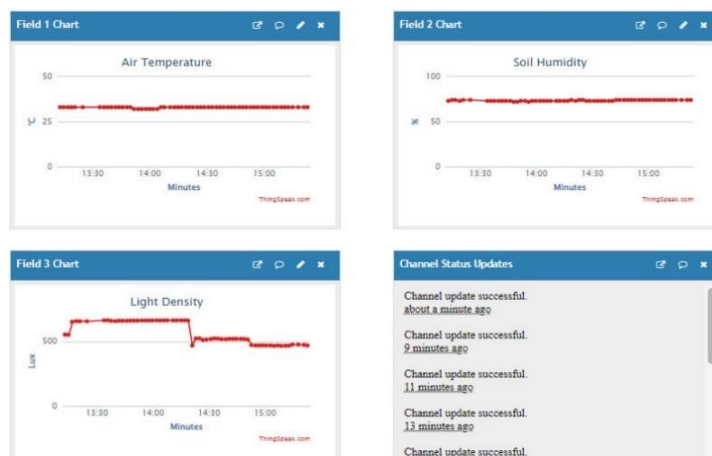 Field 1 Chart
Air Temperature
50
°C
25
0
13:30 14:00 14:30 15:00
Minutes
ThingSpeak.com
Field 2 Chart
Soil Humidity
100
%
50
0
13:30 14:00 14:30 15:00
Minutes
ThingSpeak.com
Field 3 Chart
Light Density
500
Lux
0
13:30 14:00 14:30 15:00
Minutes
ThingSpeak.com
Channel Status Updates
Channel update successful.
about a minute ago
Channel update successful.
9 minutes ago
Channel update successful.
11 minutes ago
Channel update successful.
13 minutes ago
Channel update successful.